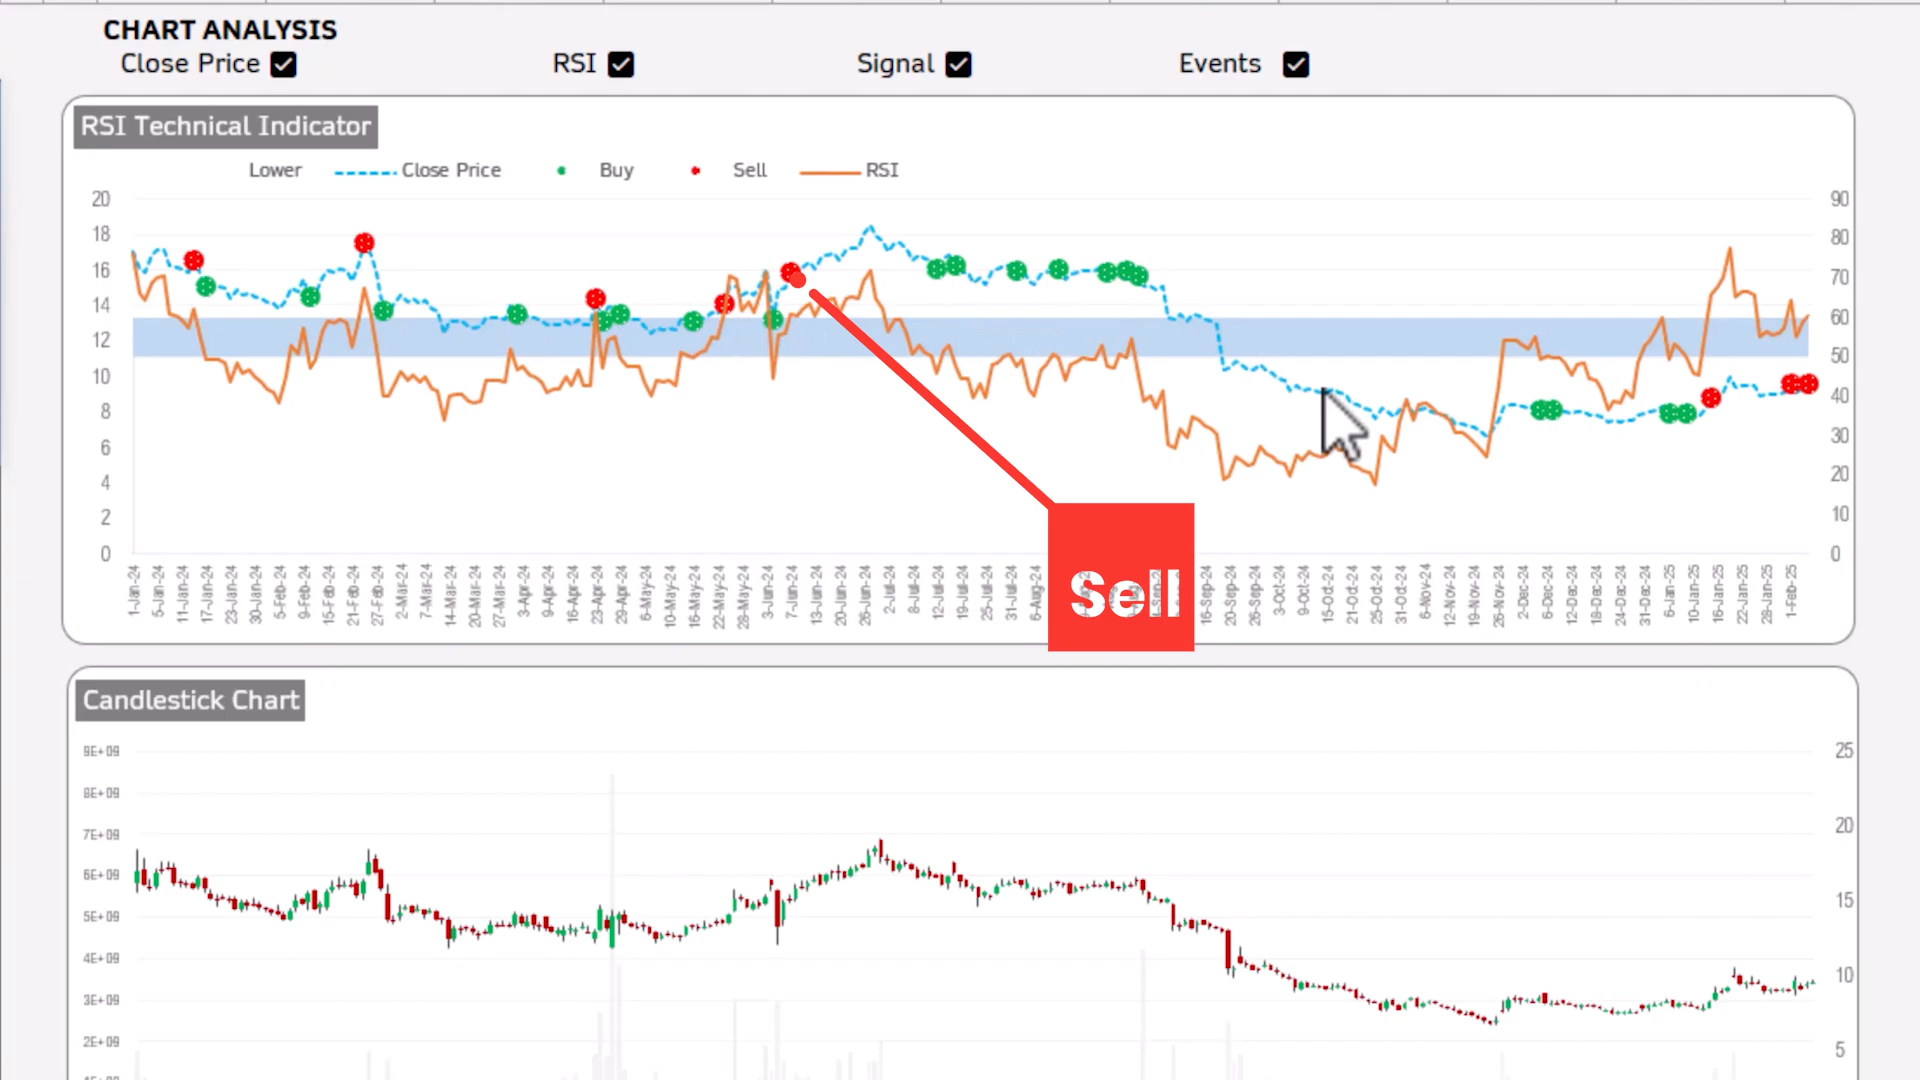 CHART ANALYSIS
Close Price RSI Signal Events
RSI Technical Indicator
Lower Close Price Buy Sell RSI
20 90
18 80
16 70
14 60
12 50
10 40
8 30
6 20
4 10
2 0
0
Sell
1-Jan-24 5-Jan-24 11-Jan-24 17-Jan-24 23-Jan-24 30-Jan-24 5-Feb-24 9-Feb-24 15-Feb-24 21-Feb-24 27-Feb-24 2-Mar-24 7-Mar-24 14-Mar-24 20-Mar-24 27-Mar-24 3-Apr-24 9-Apr-24 16-Apr-24 23-Apr-24 29-Apr-24 6-May-24 10-May-24 16-May-24 22-May-24 28-May-24 3-Jun-24 7-Jun-24 13-Jun-24 20-Jun-24 26-Jun-24 2-Jul-24 8-Jul-24 12-Jul-24 19-Jul-24 25-Jul-24 31-Jul-24 6-Aug-24 16-Sep-24 20-Sep-24 26-Sep-24 3-Oct-24 9-Oct-24 15-Oct-24 21-Oct-24 25-Oct-24 31-Oct-24 6-Nov-24 12-Nov-24 19-Nov-24 26-Nov-24 2-Dec-24 6-Dec-24 12-Dec-24 18-Dec-24 24-Dec-24 31-Dec-24 6-Jan-25 10-Jan-25 16-Jan-25 22-Jan-25 28-Jan-25 1-Feb-25
Candlestick Chart
9E+09 25
8E+09
7E+09 20
6E+09
5E+09 15
4E+09
3E+09 10
2E+09 5